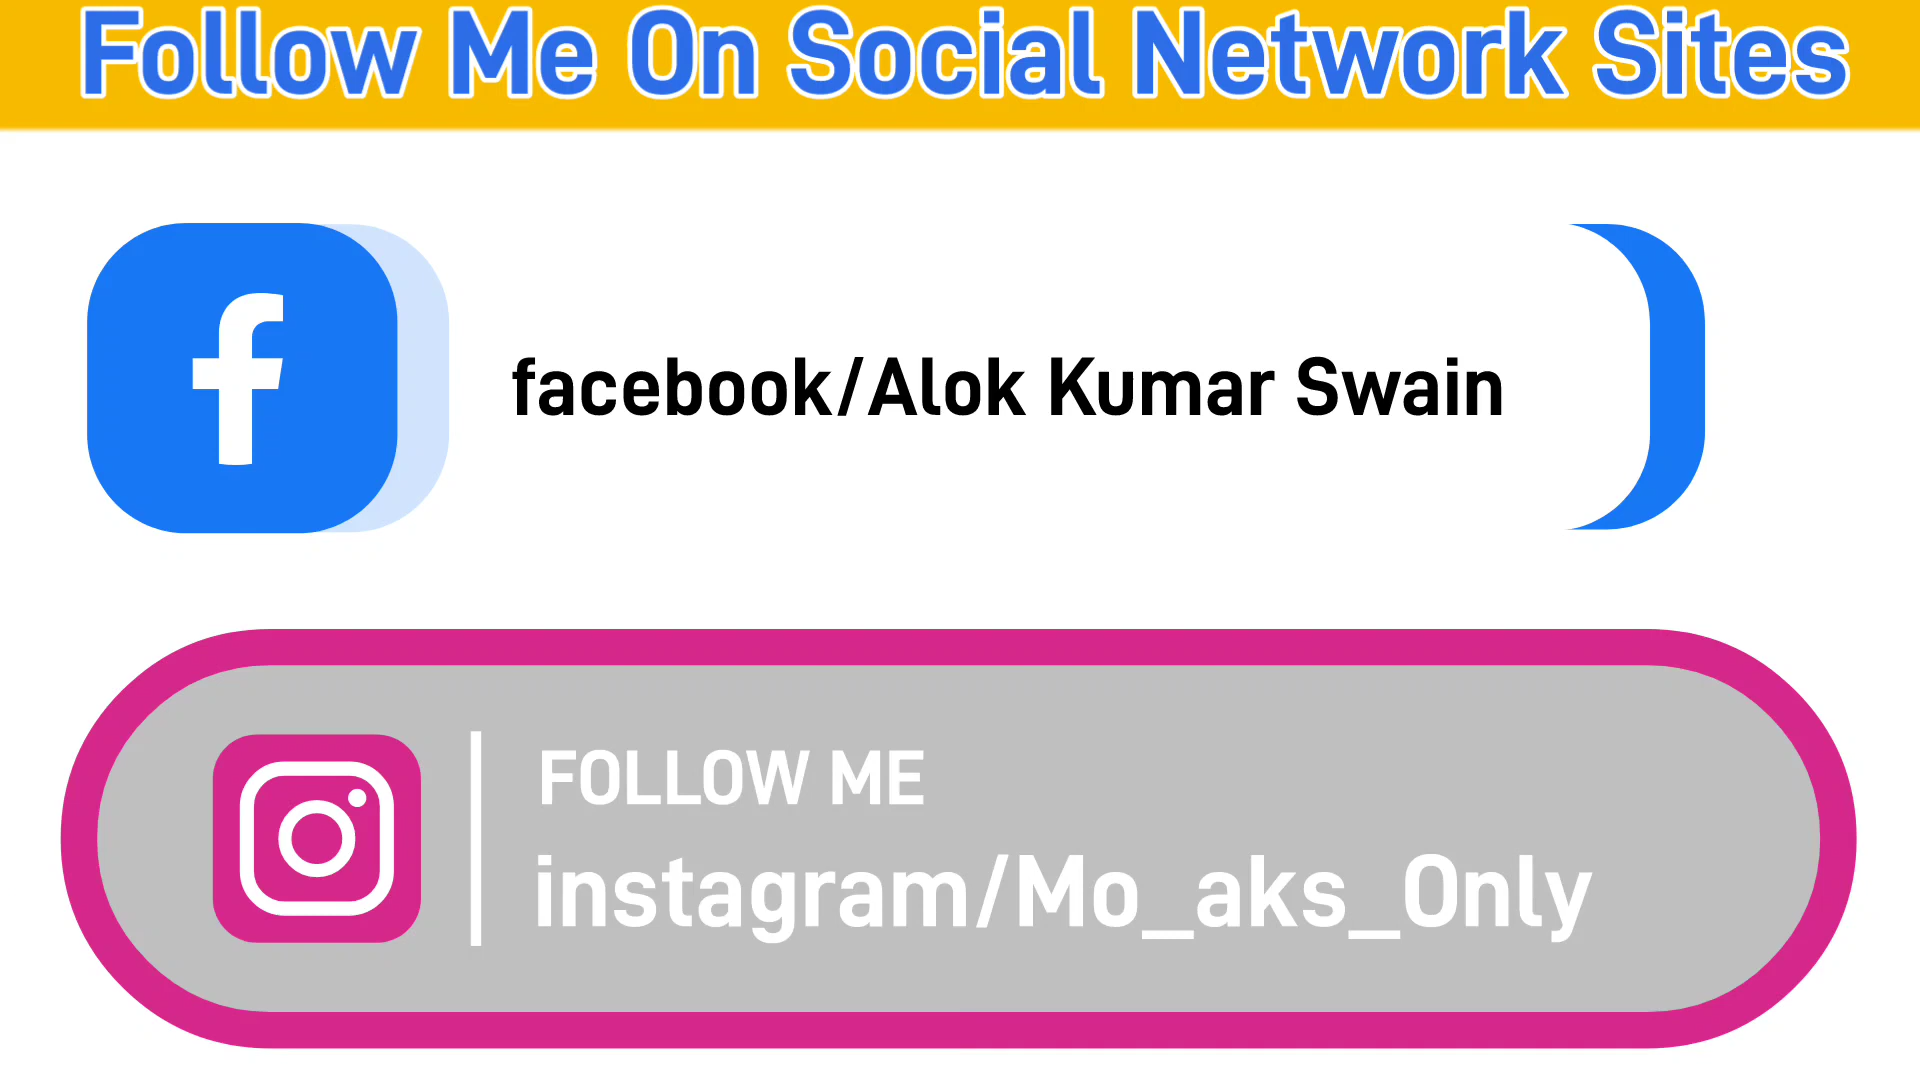 Follow Me On Social Network Sites
facebook/Alok Kumar Swain
FOLLOW ME
instagram/Mo_aks_Only